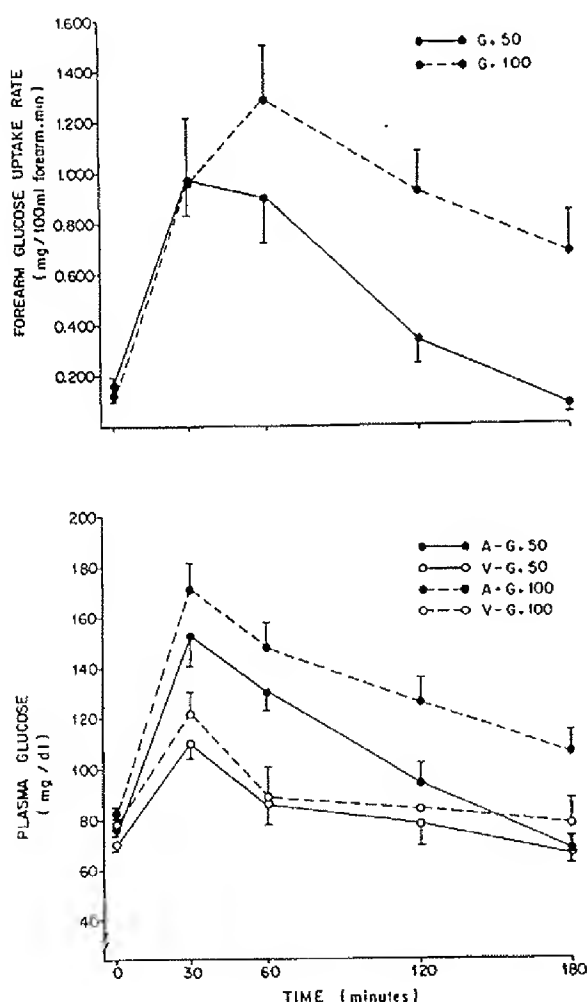 FOREARM GLUCOSE UPTAKE RATE
(mg/100ml forearm.min)
1.600
1.400
1.200
1.000
0.800
0.600
0.400
0.200
G. 50
G. 100
PLASMA GLUCOSE
(mg/dl)
200
180
160
140
120
100
80
60
40
A-G. 50
V-G. 50
A-G. 100
V-G. 100
0
30
60
120
180
TIME (minutes)